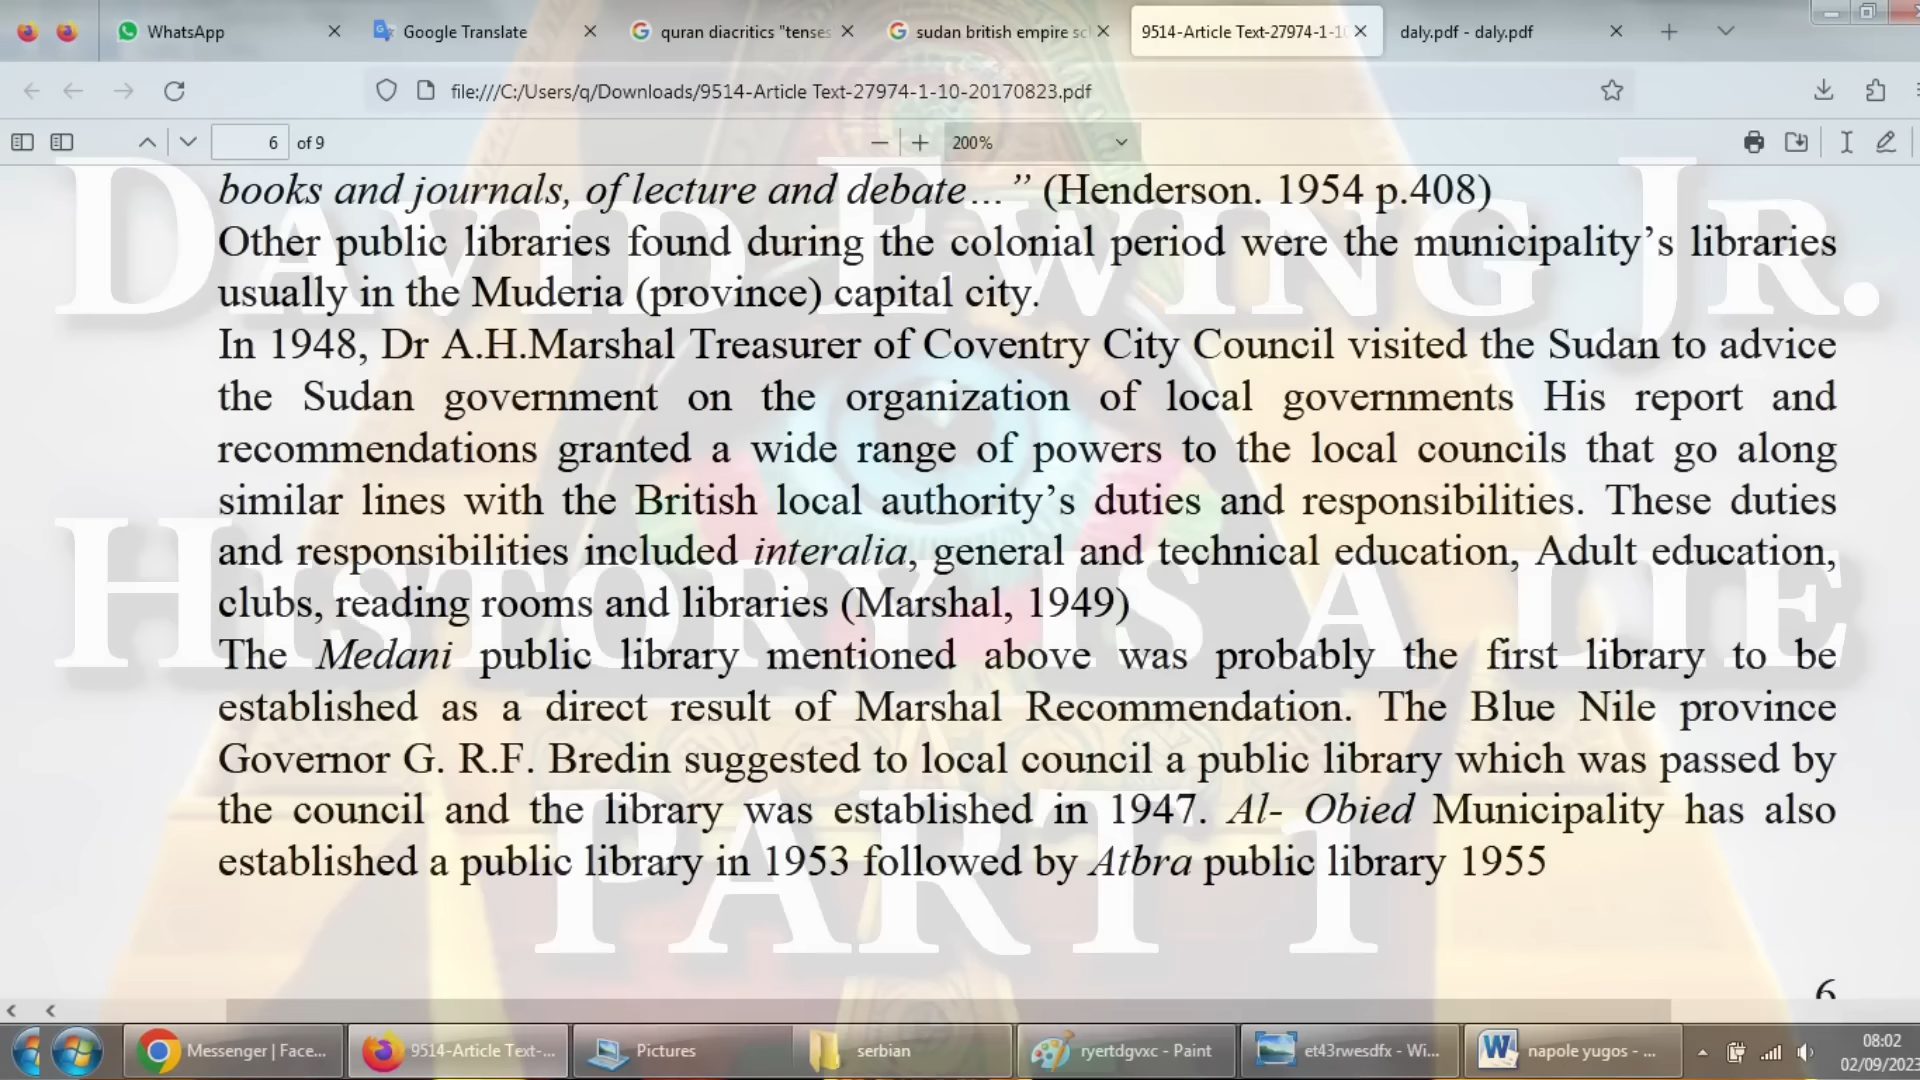 WhatsApp
Google Translate
quran diacritics "tenses
sudan british empire sc
9514-Article Text-27974-1-10
daly.pdf - daly.pdf
file:///C:/Users/q/Downloads/9514-Article Text-27974-1-10-20170823.pdf
6 of 9
200%
books and journals, of lecture and debate…” (Henderson. 1954 p.408)
Other public libraries found during the colonial period were the municipality’s libraries
usually in the Muderia (province) capital city.
In 1948, Dr A.H.Marshal Treasurer of Coventry City Council visited the Sudan to advice
the Sudan government on the organization of local governments His report and
recommendations granted a wide range of powers to the local councils that go along
similar lines with the British local authority’s duties and responsibilities. These duties
and responsibilities included interalia, general and technical education, Adult education,
clubs, reading rooms and libraries (Marshal, 1949)
The Medani public library mentioned above was probably the first library to be
established as a direct result of Marshal Recommendation. The Blue Nile province
Governor G. R.F. Bredin suggested to local council a public library which was passed by
the council and the library was established in 1947. Al- Obied Municipality has also
established a public library in 1953 followed by Atbra public library 1955
6
DAVID EWING JR.
HISTORY IS A LIE
PART 1
Messenger | Face...
9514-Article Text-...
Pictures
serbian
ryertdgvxc - Paint
et43rwesdfx - Wi...
napole yugos - ...
08:02
02/09/2023